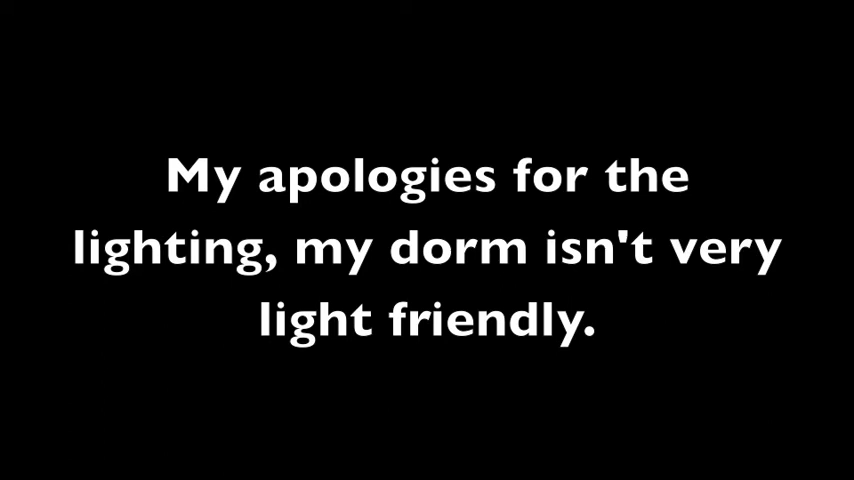 My apologies for the
lighting, my dorm isn't very
light friendly.